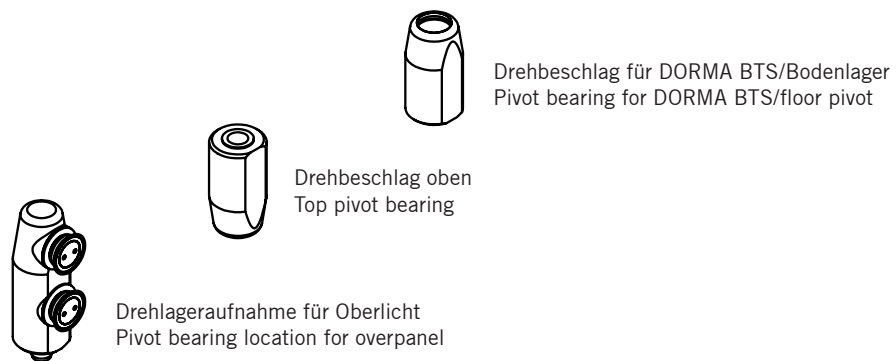 Drehbeschlag für DORMA BTS/Bodenlager
Pivot bearing for DORMA BTS/floor pivot
Drehbeschlag oben
Top pivot bearing
Drehlageraufnahme für Oberlicht
Pivot bearing location for overpanel